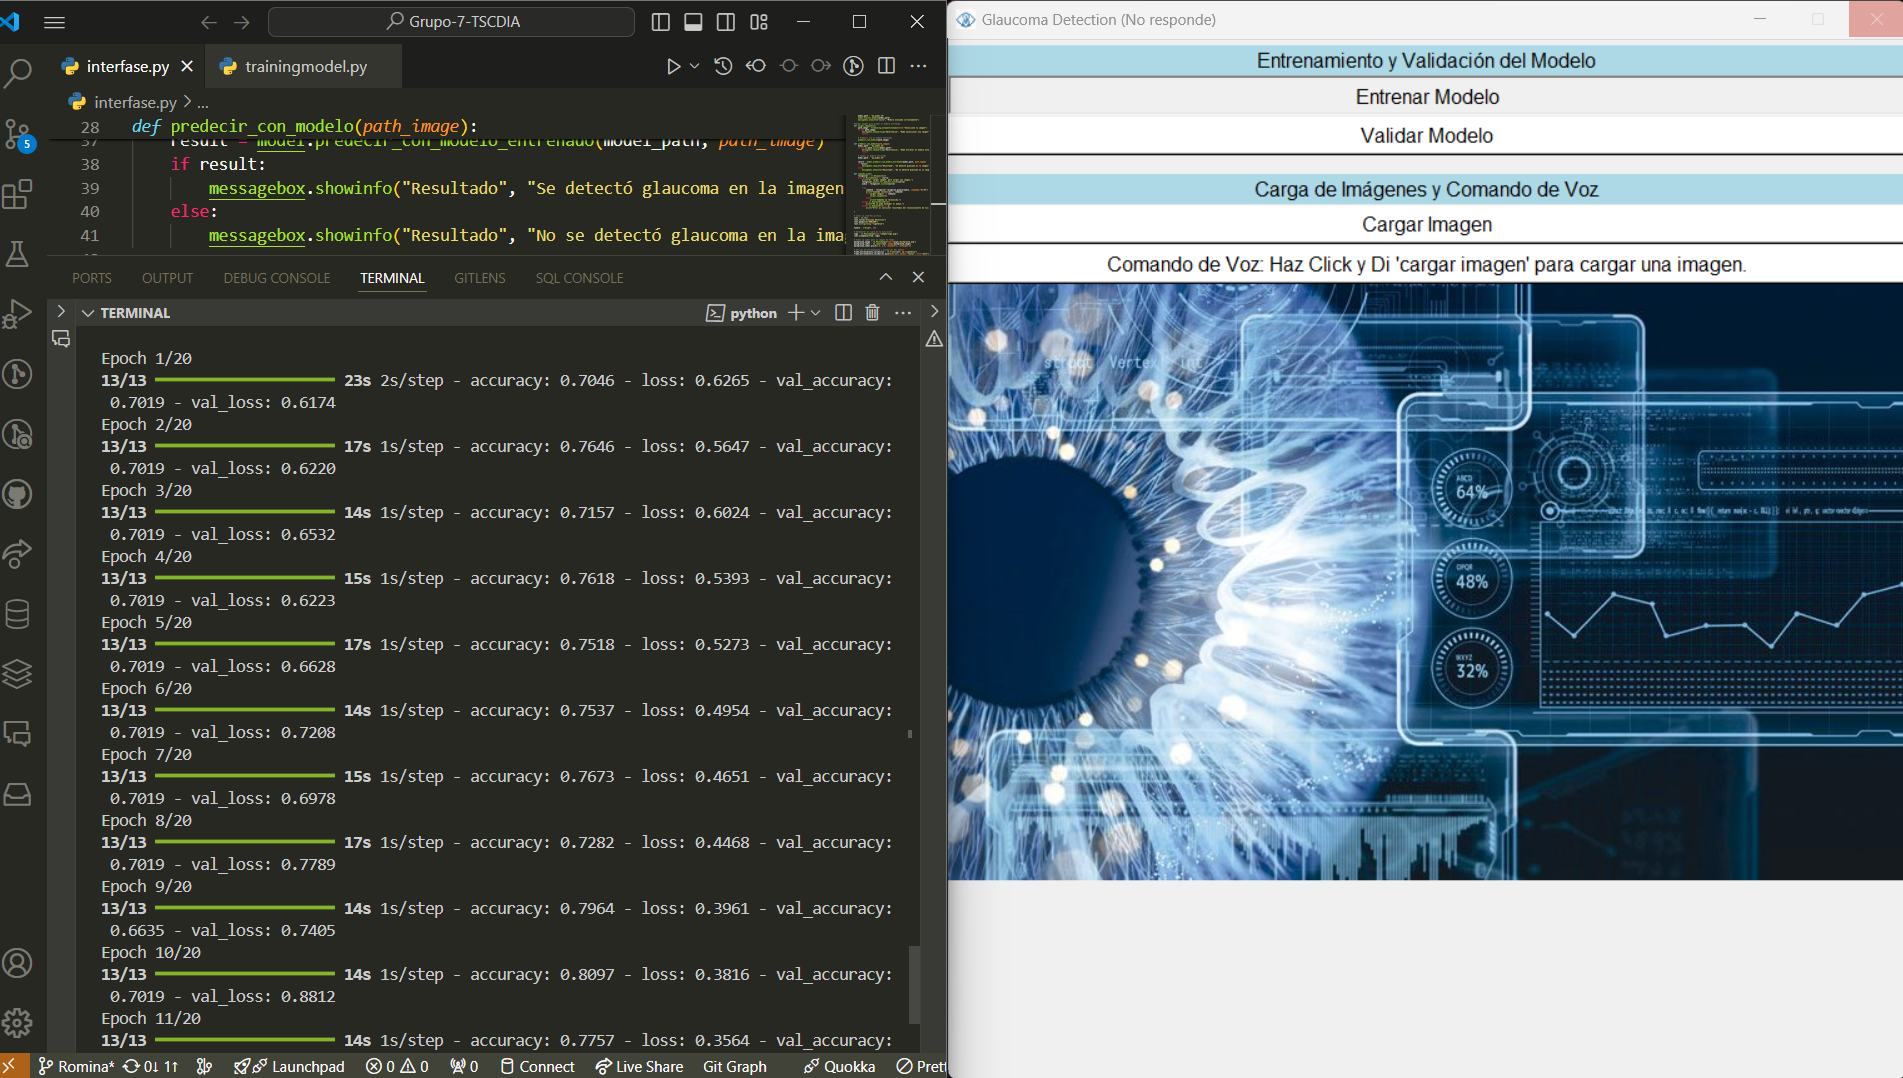 Grupo-7-TSCDIA
interfase.py
trainingmodel.py
interfase.py > ...
28 def predecir_con_modelo(path_image):
37 result = model.predecir_con_modelo_entrenado(model_path, path_image)
38 if result:
39 messagebox.showinfo("Resultado", "Se detectó glaucoma en la imagen
40 else:
41 messagebox.showinfo("Resultado", "No se detectó glaucoma en la ima
5
PORTS OUTPUT DEBUG CONSOLE TERMINAL GITLENS SQL CONSOLE
TERMINAL
python
Epoch 1/20
13/13 23s 2s/step - accuracy: 0.7046 - loss: 0.6265 - val_accuracy:
0.7019 - val_loss: 0.6174
Epoch 2/20
13/13 17s 1s/step - accuracy: 0.7646 - loss: 0.5647 - val_accuracy:
0.7019 - val_loss: 0.6220
Epoch 3/20
13/13 14s 1s/step - accuracy: 0.7157 - loss: 0.6024 - val_accuracy:
0.7019 - val_loss: 0.6532
Epoch 4/20
13/13 15s 1s/step - accuracy: 0.7618 - loss: 0.5393 - val_accuracy:
0.7019 - val_loss: 0.6223
Epoch 5/20
13/13 17s 1s/step - accuracy: 0.7518 - loss: 0.5273 - val_accuracy:
0.7019 - val_loss: 0.6628
Epoch 6/20
13/13 14s 1s/step - accuracy: 0.7537 - loss: 0.4954 - val_accuracy:
0.7019 - val_loss: 0.7208
Epoch 7/20
13/13 15s 1s/step - accuracy: 0.7673 - loss: 0.4651 - val_accuracy:
0.7019 - val_loss: 0.6978
Epoch 8/20
13/13 17s 1s/step - accuracy: 0.7282 - loss: 0.4468 - val_accuracy:
0.7019 - val_loss: 0.7789
Epoch 9/20
13/13 14s 1s/step - accuracy: 0.7964 - loss: 0.3961 - val_accuracy:
0.6635 - val_loss: 0.7405
Epoch 10/20
13/13 14s 1s/step - accuracy: 0.8097 - loss: 0.3816 - val_accuracy:
0.7019 - val_loss: 0.8812
Epoch 11/20
13/13 14s 1s/step - accuracy: 0.7757 - loss: 0.3564 - val_accuracy:
Romina* 0↓ 1↑ Launchpad 0 0 0 Connect Live Share Git Graph Quokka Prett
Glaucoma Detection (No responde)
Entrenamiento y Validación del Modelo
Entrenar Modelo
Validar Modelo
Carga de Imágenes y Comando de Voz
Cargar Imagen
Comando de Voz: Haz Click y Di 'cargar imagen' para cargar una imagen.
struct Vertex int
ABCD
64%
OPQR
48%
WXYZ
32%